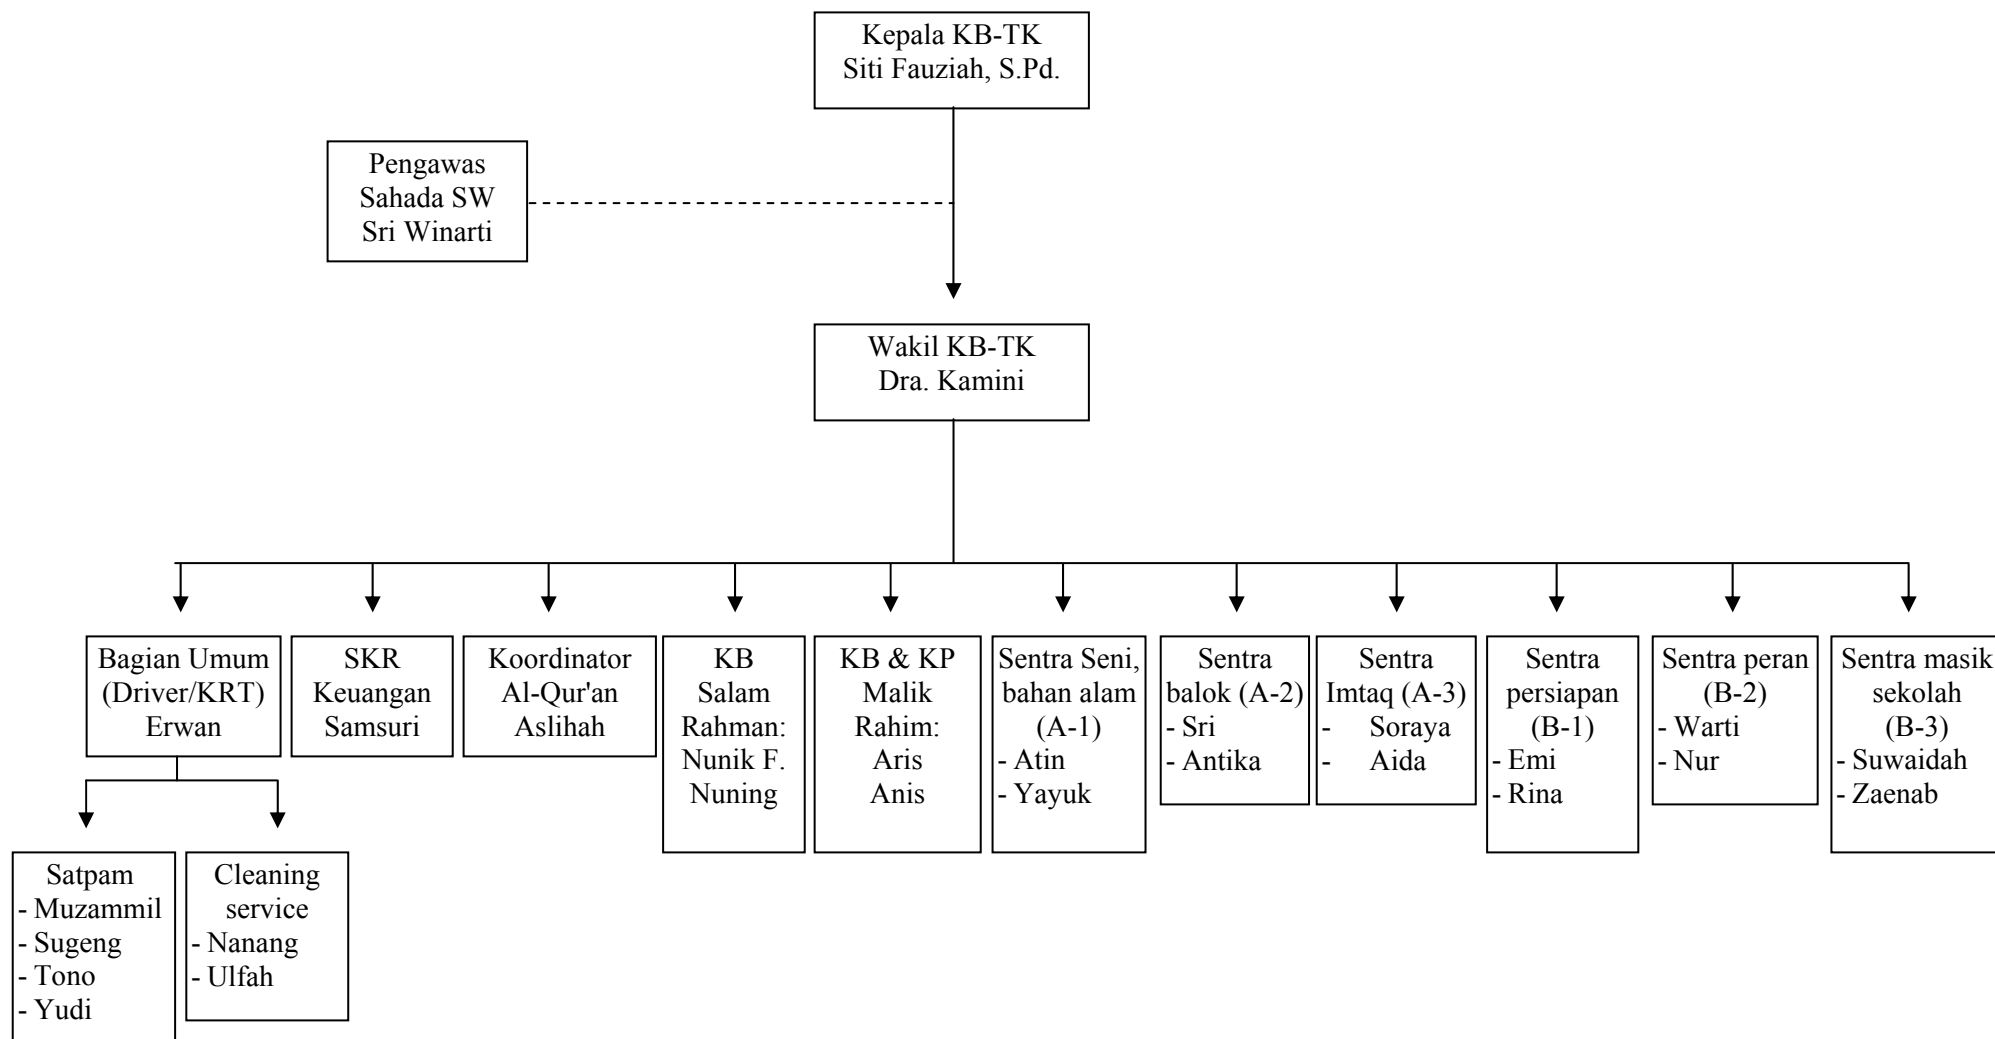 Kepala KB-TK
Siti Fauziah, S.Pd.
Pengawas
Sahada SW
Sri Winarti
Wakil KB-TK
Dra. Kamini
Bagian Umum
(Driver/KRT)
Erwan
SKR
Keuangan
Samsuri
Koordinator
Al-Qur'an
Aslihah
KB
Salam
Rahman:
Nunik F.
Nuning
KB & KP
Malik
Rahim:
Aris
Anis
Sentra Seni,
bahan alam
(A-1)
- Atin
- Yayuk
Sentra
balok (A-2)
- Sri
- Antika
Sentra
Imtaq (A-3)
- Soraya
- Aida
Sentra
persiapan
(B-1)
- Emi
- Rina
Sentra peran
(B-2)
- Warti
- Nur
Sentra masik
sekolah
(B-3)
- Suwaidah
- Zaenab
Satpam
- Muzammil
- Sugeng
- Tono
- Yudi
Cleaning
service
- Nanang
- Ulfah